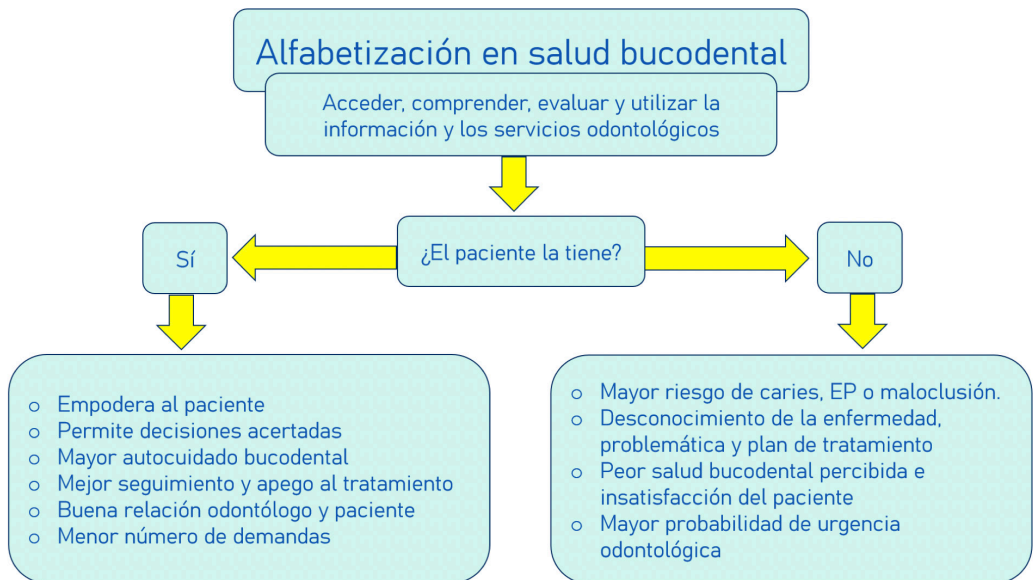 Alfabetización en salud bucodental
Acceder, comprender, evaluar y utilizar la
información y los servicios odontológicos
¿El paciente la tiene?
Sí
No
o Empodera al paciente
o Permite decisiones acertadas
o Mayor autocuidado bucodental
o Mejor seguimiento y apego al tratamiento
o Buena relación odontólogo y paciente
o Menor número de demandas
o Mayor riesgo de caries, EP o maloclusión.
o Desconocimiento de la enfermedad,
problemática y plan de tratamiento
o Peor salud bucodental percibida e
insatisfacción del paciente
o Mayor probabilidad de urgencia
odontológica